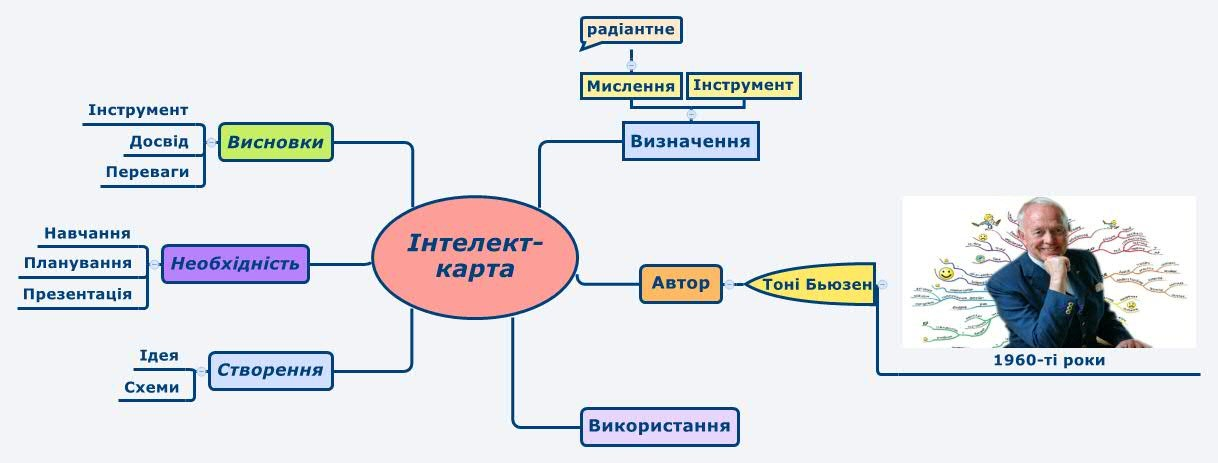 радіантне
Мислення
Інструмент
Визначення
Інструмент
Досвід
Переваги
Висновки
Навчання
Планування
Презентація
Необхідність
Інтелект-
карта
Автор
Тоні Бьюзен
1960-ті роки
Ідея
Схеми
Створення
Використання